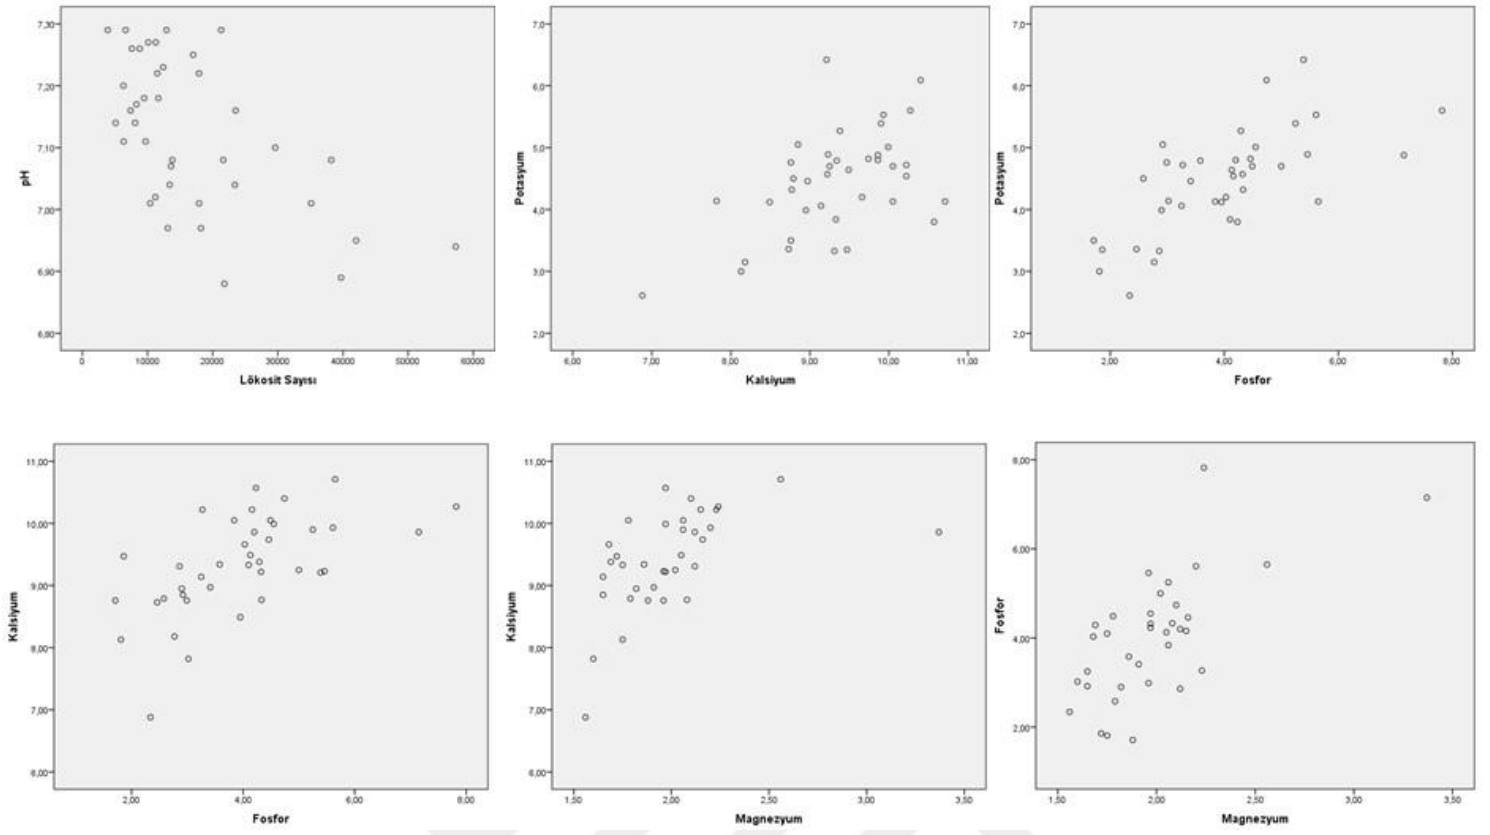 7,30
7,20
7,10
7,00
6,90
6,80
pH
0 10000 20000 30000 40000 50000 60000
Lökosit Sayısı
7,0
6,0
5,0
4,0
3,0
2,0
Potasyum
6,00 7,00 8,00 9,00 10,00 11,00
Kalsiyum
7,0
6,0
5,0
4,0
3,0
2,0
Potasyum
2,00 4,00 6,00 8,00
Fosfor
11,00
10,00
9,00
8,00
7,00
6,00
Kalsiyum
2,00 4,00 6,00 8,00
Fosfor
11,00
10,00
9,00
8,00
7,00
6,00
Kalsiyum
1,50 2,00 2,50 3,00 3,50
Magnezyum
8,00
6,00
4,00
2,00
Fosfor
1,50 2,00 2,50 3,00 3,50
Magnezyum